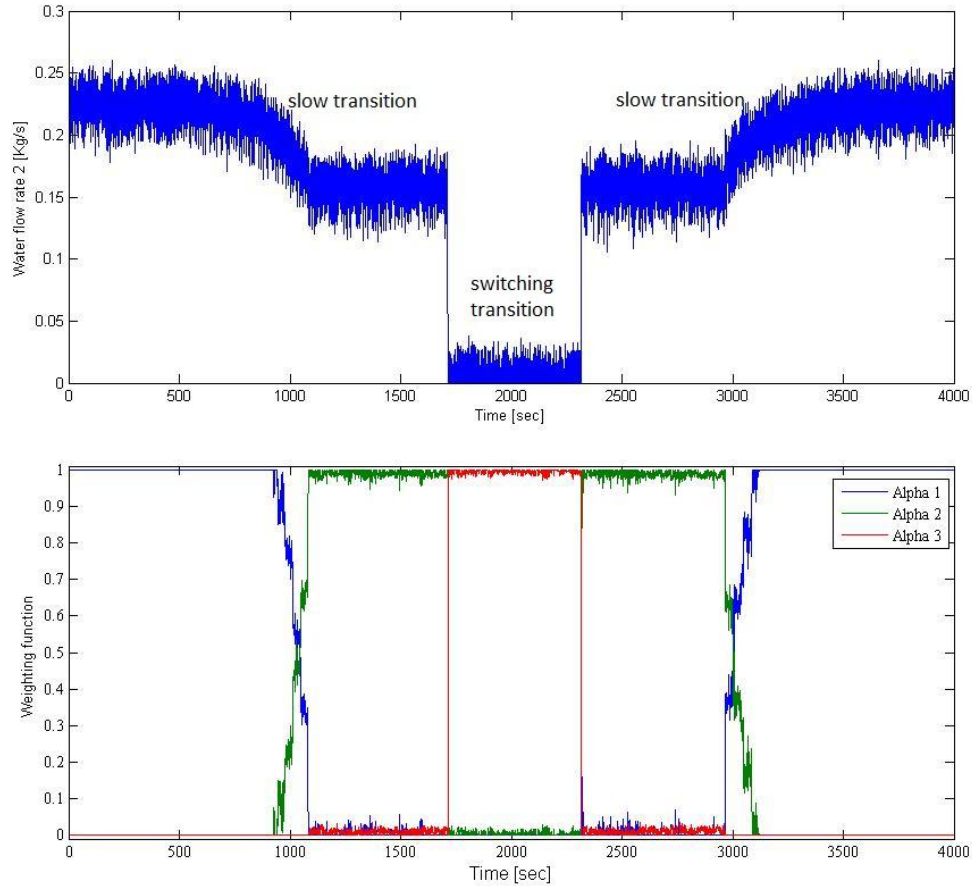 0.3
0.25
0.2
0.15
0.1
0.05
0
Water flow rate 2 [Kg/s]
slow transition
slow transition
switching
transition
0 500 1000 1500 2000 2500 3000 3500 4000
Time [sec]
1
0.9
0.8
0.7
0.6
0.5
0.4
0.3
0.2
0.1
0
Weighting function
Alpha 1
Alpha 2
Alpha 3
0 500 1000 1500 2000 2500 3000 3500 4000
Time [sec]